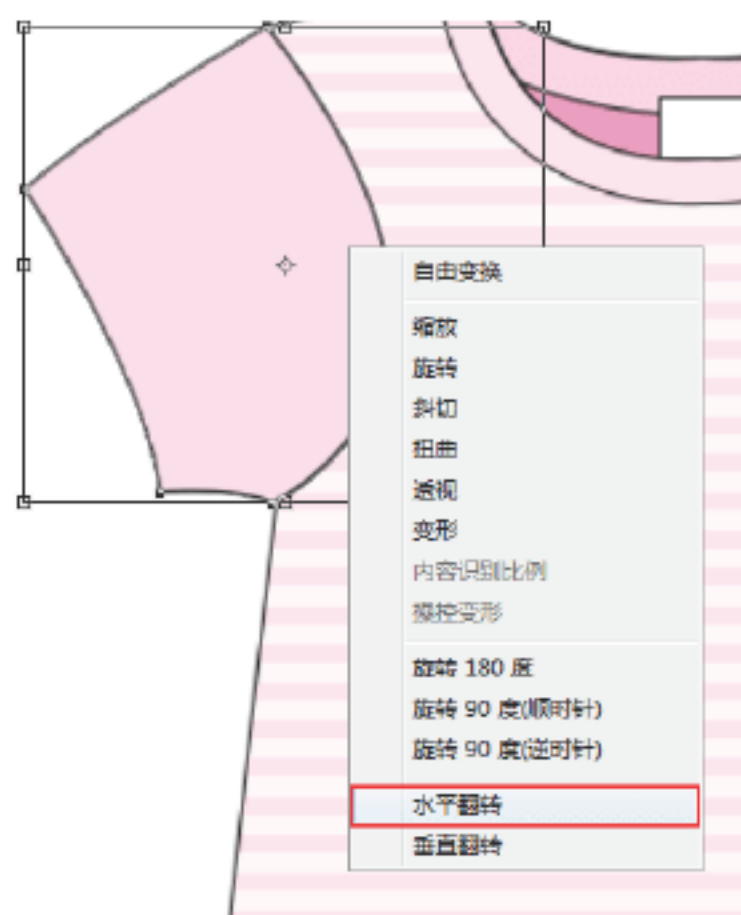 自由变换
缩放
旋转
斜切
扭曲
透视
变形
内容识别比例
操控变形
旋转 180 度
旋转 90 度(顺时针)
旋转 90 度(逆时针)
水平翻转
垂直翻转